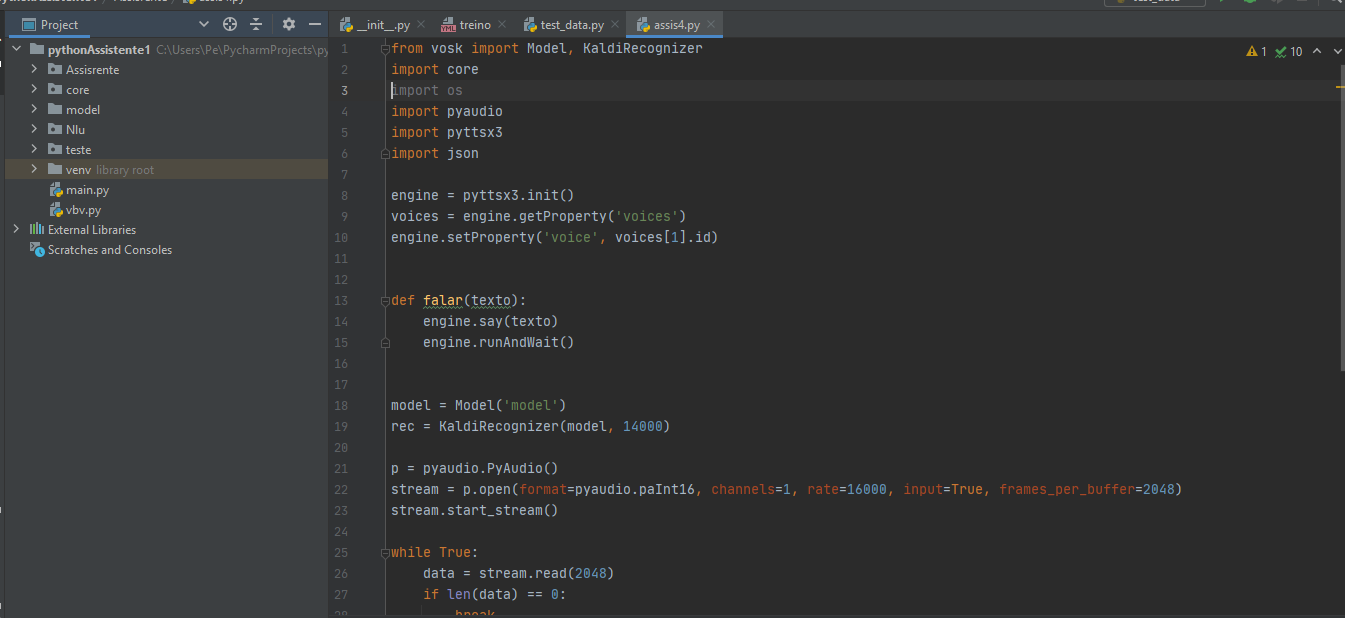 Project
__init__.py
treino
test_data.py
assis4.py
pythonAssistente1 C:\Users\Pe\PycharmProjects\py
Assisrente
core
model
Nlu
teste
venv library root
main.py
vbv.py
External Libraries
Scratches and Consoles
1 10
1 from vosk import Model, KaldiRecognizer
2 import core
3 import os
4 import pyaudio
5 import pyttsx3
6 import json
7
8 engine = pyttsx3.init()
9 voices = engine.getProperty('voices')
10 engine.setProperty('voice', voices[1].id)
11
12
13 def falar(texto):
14 engine.say(texto)
15 engine.runAndWait()
16
17
18 model = Model('model')
19 rec = KaldiRecognizer(model, 14000)
20
21 p = pyaudio.PyAudio()
22 stream = p.open(format=pyaudio.paInt16, channels=1, rate=16000, input=True, frames_per_buffer=2048)
23 stream.start_stream()
24
25 while True:
26 data = stream.read(2048)
27 if len(data) == 0:
28 break